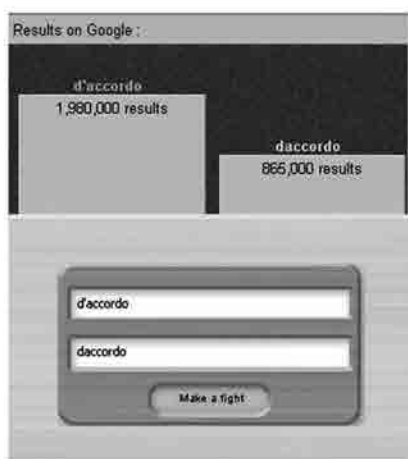 Results on Google :
d'accordo
1,980,000 results
daccordo
865,000 results
d'accordo
daccordo
Make a fight